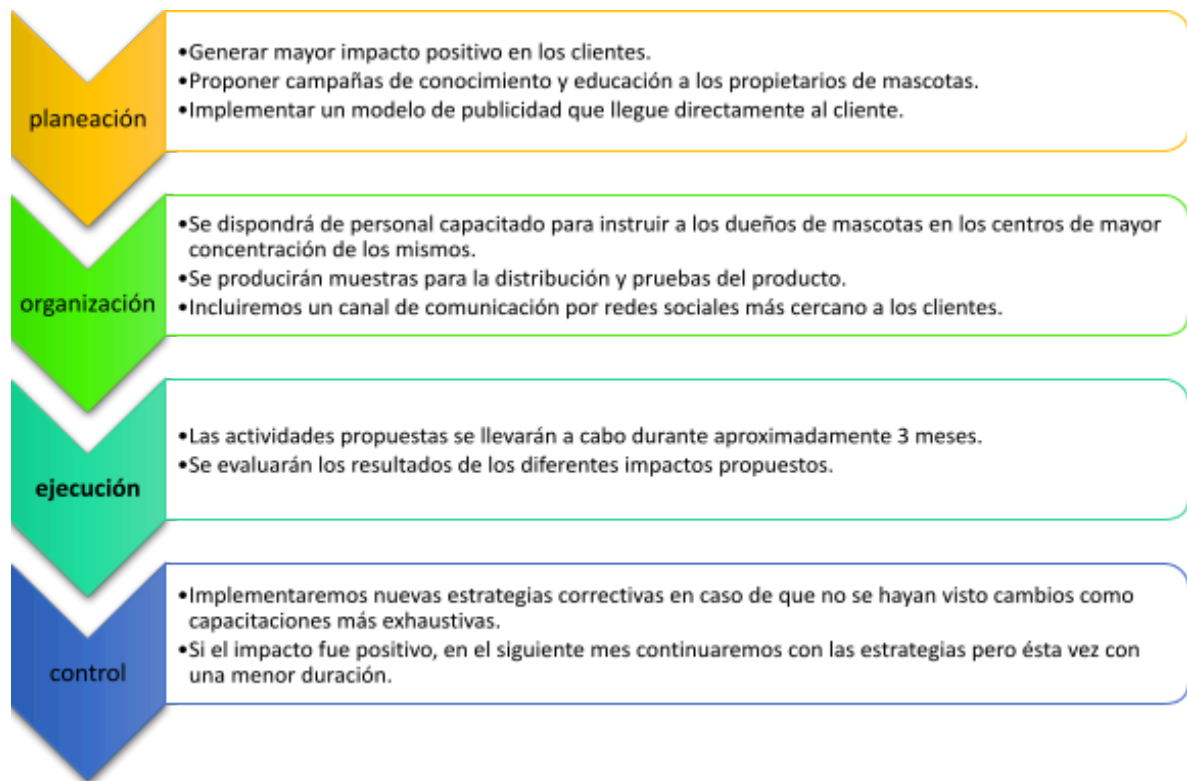 planeación
•Generar mayor impacto positivo en los clientes.
•Proponer campañas de conocimiento y educación a los propietarios de mascotas.
•Implementar un modelo de publicidad que llegue directamente al cliente.
organización
•Se dispondrá de personal capacitado para instruir a los dueños de mascotas en los centros de mayor
concentración de los mismos.
•Se producirán muestras para la distribución y pruebas del producto.
•Incluiremos un canal de comunicación por redes sociales más cercano a los clientes.
ejecución
•Las actividades propuestas se llevarán a cabo durante aproximadamente 3 meses.
•Se evaluarán los resultados de los diferentes impactos propuestos.
control
•Implementaremos nuevas estrategias correctivas en caso de que no se hayan visto cambios como
capacitaciones más exhaustivas.
•Si el impacto fue positivo, en el siguiente mes continuaremos con las estrategias pero ésta vez con
una menor duración.